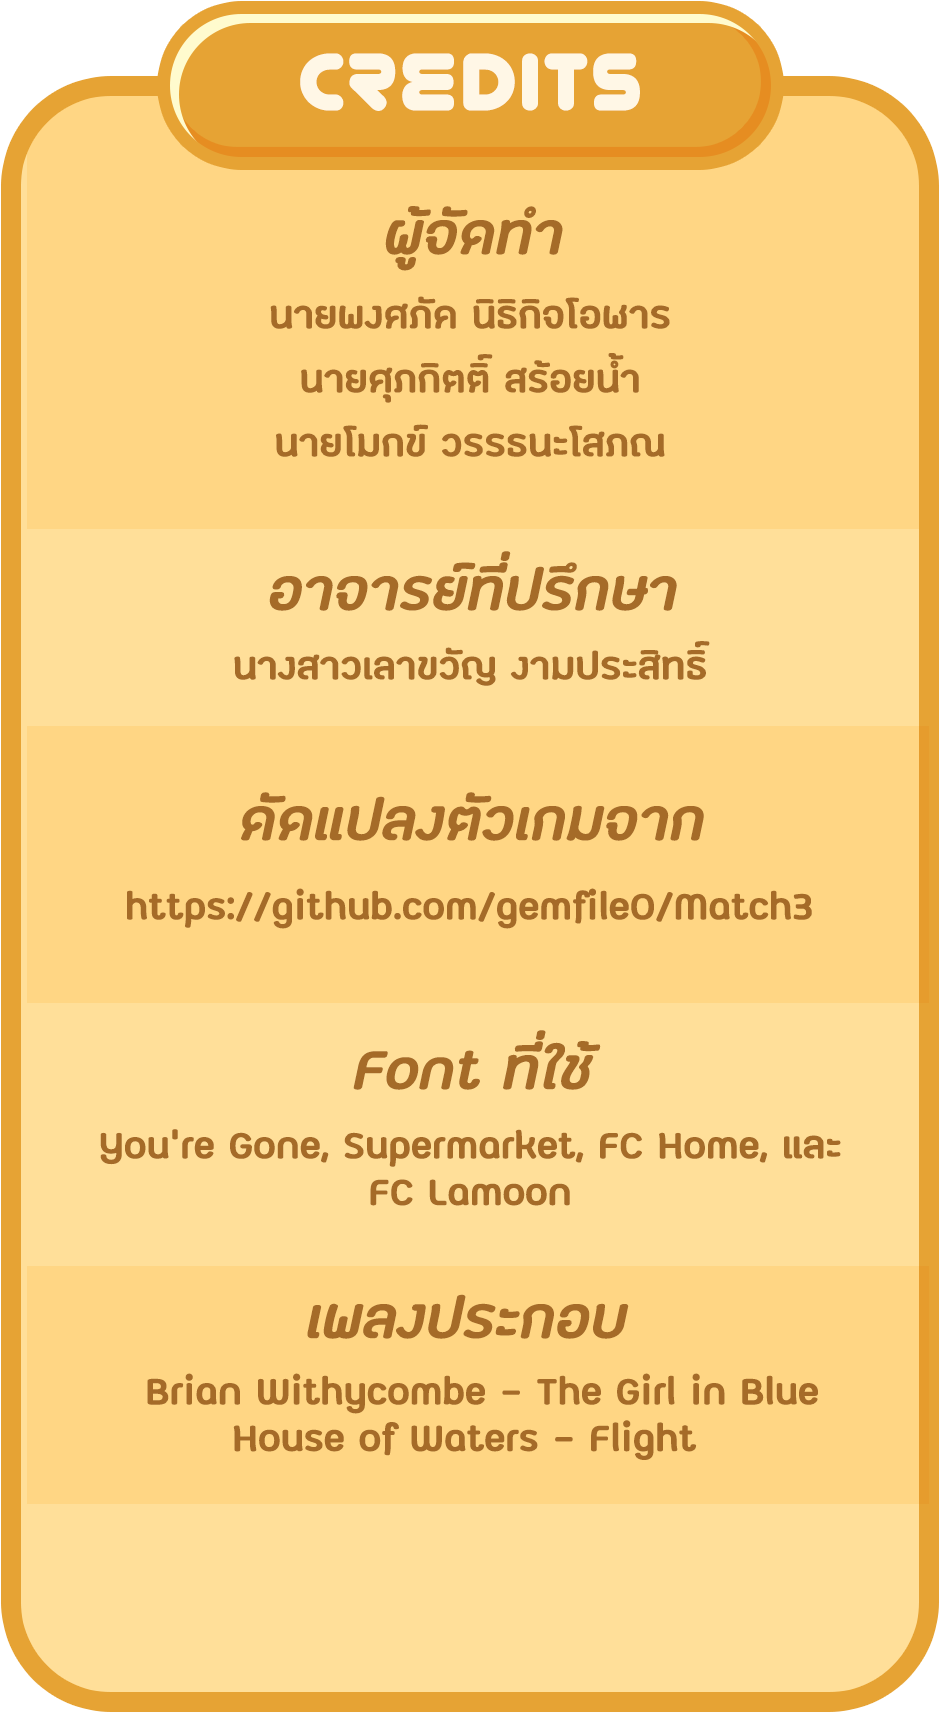 CREDITS
ผู้จัดทำ
นายพงศภัค นิธิกิจโอฬาร
นายศุภกิตติ์ สร้อยน้ำ
นายโมกข์ วรรธนะโสภณ
อาจารย์ที่ปรึกษา
นางสาวเลาขวัญ งามประสิทธิ์
ดัดแปลงตัวเกมจาก
https://github.com/gemfile0/Match3
Font ที่ใช้
You're Gone, Supermarket, FC Home, และ
FC Lamoon
เพลงประกอบ
Brian Withycombe - The Girl in Blue
House of Waters - Flight